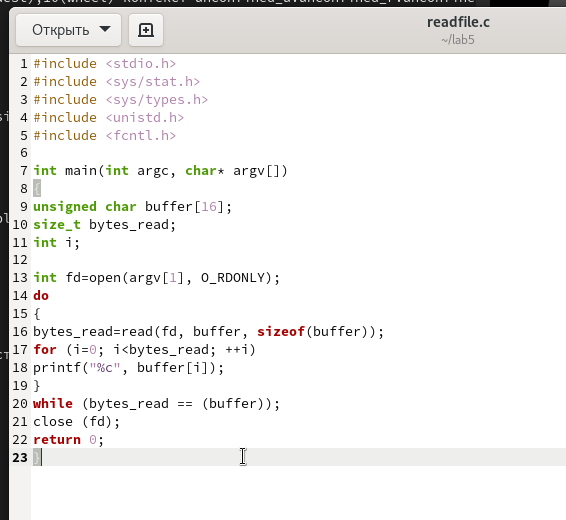 Открыть
readfile.c
~/lab5
1 #include <stdio.h>
2 #include <sys/stat.h>
3 #include <sys/types.h>
4 #include <unistd.h>
5 #include <fcntl.h>
6
7 int main(int argc, char* argv[])
8 {
9 unsigned char buffer[16];
10 size_t bytes_read;
11 int i;
12
13 int fd=open(argv[1], O_RDONLY);
14 do
15 {
16 bytes_read=read(fd, buffer, sizeof(buffer));
17 for (i=0; i<bytes_read; ++i)
18 printf("%c", buffer[i]);
19 }
20 while (bytes_read == (buffer));
21 close (fd);
22 return 0;
23 }